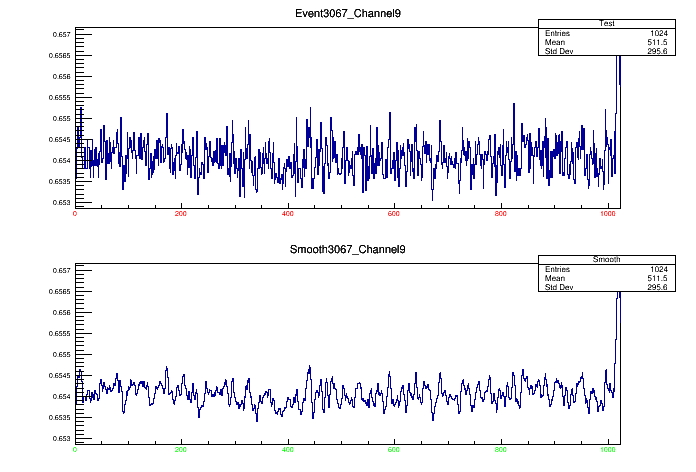 Event3067_Channel9
Test
Entries 1024
Mean 511.5
Std Dev 295.6
0.657
0.6565
0.656
0.6555
0.655
0.6545
0.654
0.6535
0.653
0 200 400 600 800 1000
Smooth3067_Channel9
Smooth
Entries 1024
Mean 511.5
Std Dev 295.6
0.657
0.6565
0.656
0.6555
0.655
0.6545
0.654
0.6535
0.653
0 200 400 600 800 1000